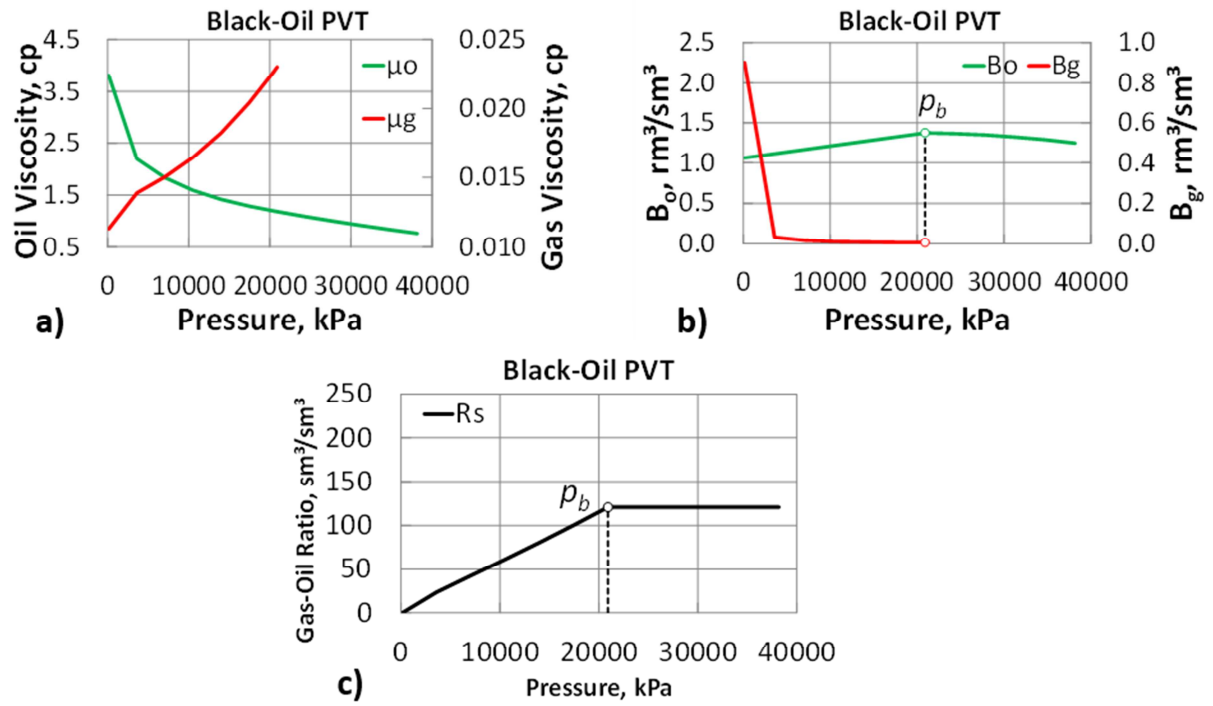 Black-Oil PVT
Oil Viscosity, cp
4.5
3.5
2.5
1.5
0.5
μo
μg
0.025
0.020
0.015
0.010
Gas Viscosity, cp
0 10000 20000 30000 40000
Pressure, kPa
a)
Black-Oil PVT
Bo, rm³/sm³
2.5
2.0
1.5
1.0
0.5
0.0
Bo Bg
pb
1.0
0.8
0.6
0.4
0.2
0.0
Bg, rm³/sm³
0 10000 20000 30000 40000
Pressure, kPa
b)
Black-Oil PVT
Gas-Oil Ratio, sm³/sm³
250
200
150
100
50
0
Rs
pb
0 10000 20000 30000 40000
Pressure, kPa
c)